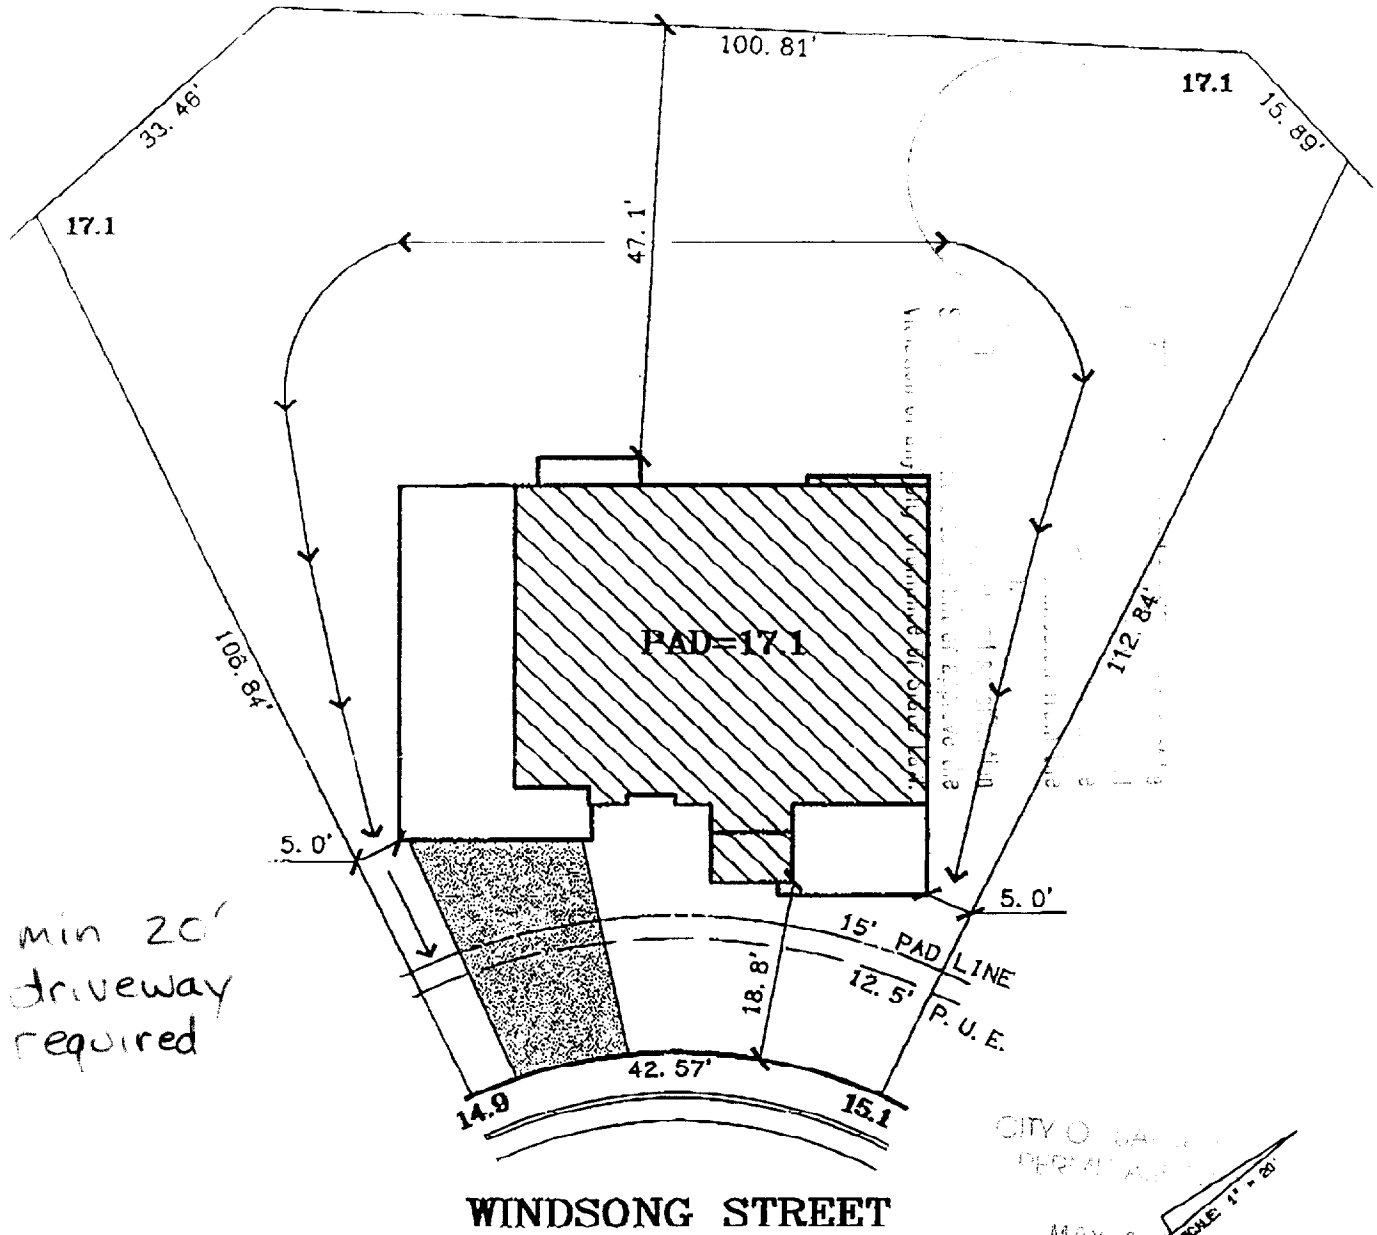 100. 81'
17.1
15. 89'
33. 46'
17.1
47. 1'
PAD=17.1
106. 84'
112. 84'
5. 0'
5. 0'
min 20'
driveway
required
15' PAD LINE
12. 5' P. U. E.
18. 8'
42. 57'
14.9
15.1
CITY O
WINDSONG STREET
SCALE: 1" = 20'
MAY